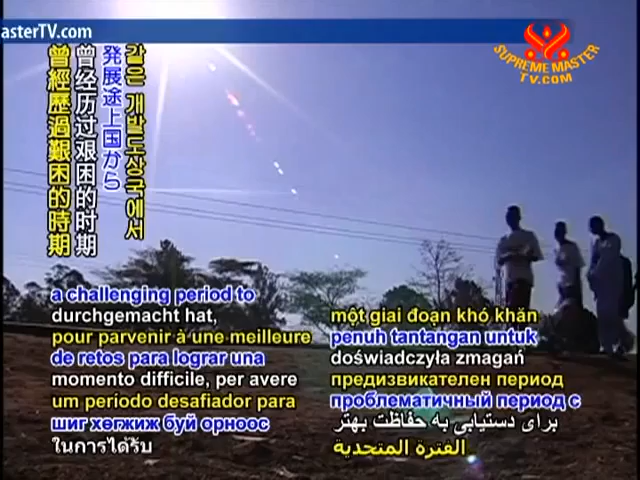 asterTV.com
SUPREME MASTER
TV.COM
같은 개발도상국에서
発展途上国から
曾经历过艰困的时期
曾經歷過艱困的時期
a challenging period to
durchgemacht hat,
pour parvenir à une meilleure
de retos para lograr una
momento difficile, per avere
um período desafiador para
шиг хөгжиж буй орноос
ในการได้รับ
một giai đoạn khó khăn
penuh tantangan untuk
doświadczyła zmagań
предизвикателен период
проблематичный период с
برای دستیابی به حفاظت بهتر
الفترة المتحدية